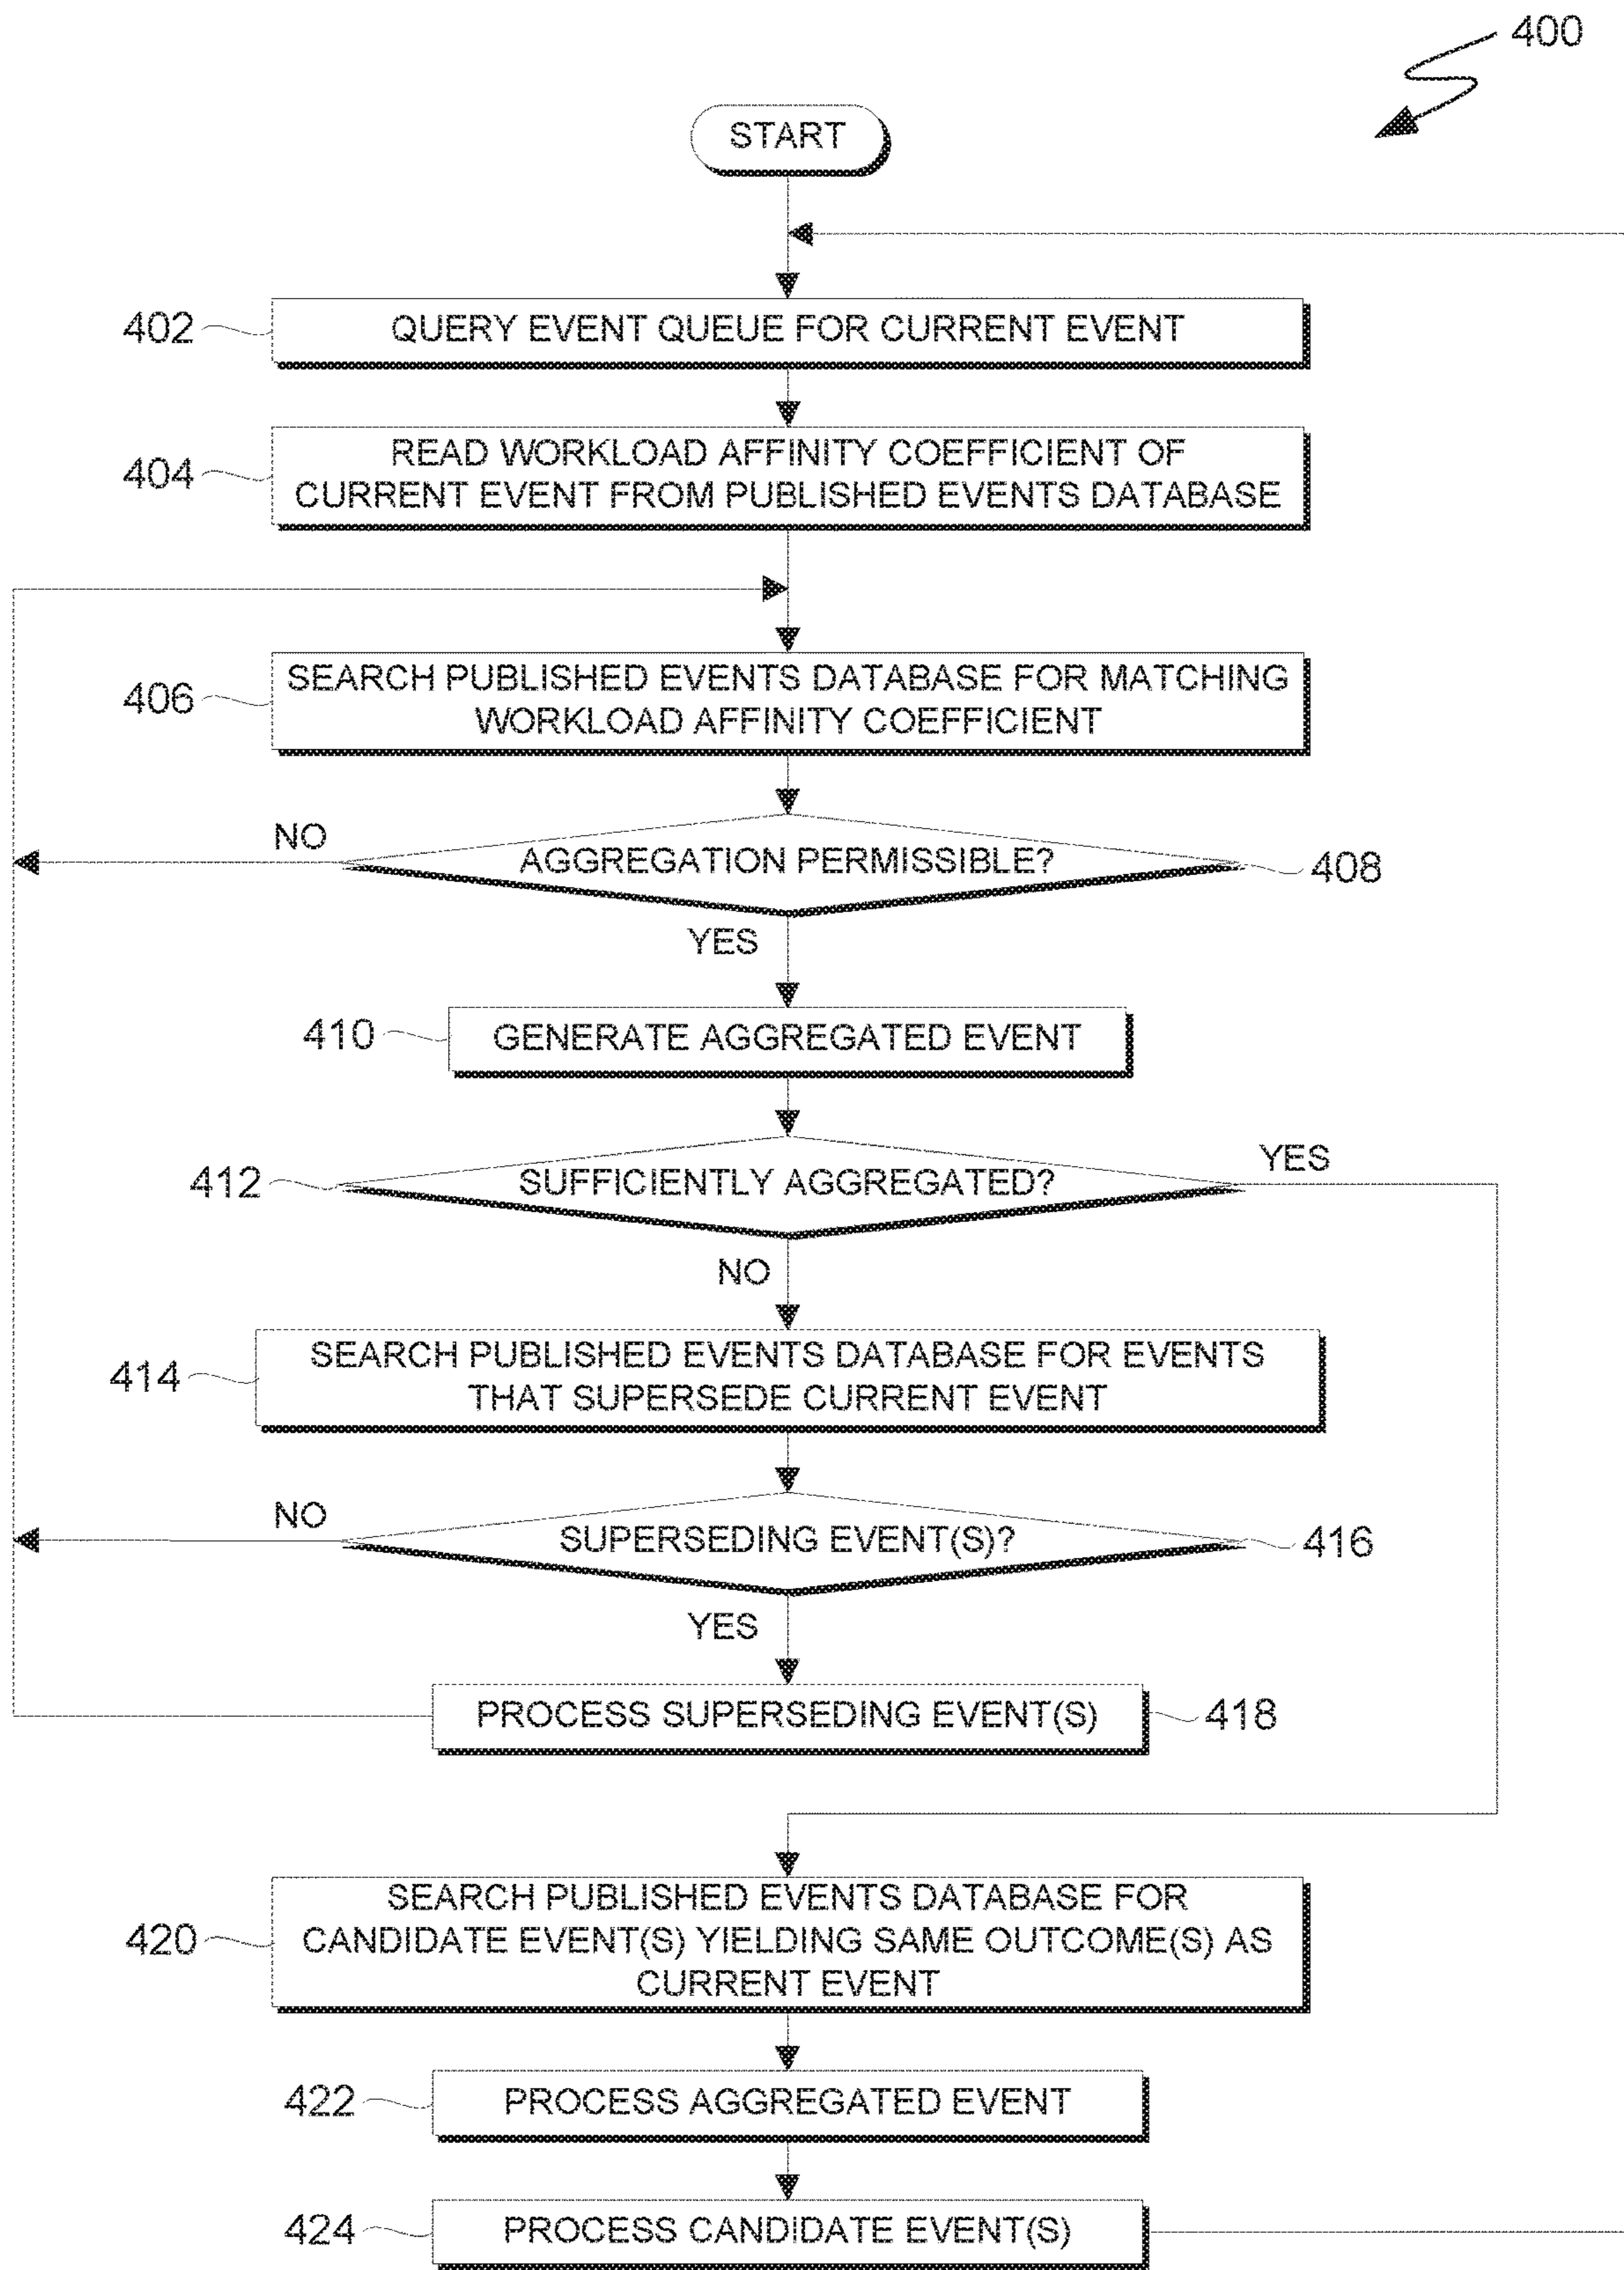 400
START
402
QUERY EVENT QUEUE FOR CURRENT EVENT
404
READ WORKLOAD AFFINITY COEFFICIENT OF
CURRENT EVENT FROM PUBLISHED EVENTS DATABASE
406
SEARCH PUBLISHED EVENTS DATABASE FOR MATCHING
WORKLOAD AFFINITY COEFFICIENT
NO
AGGREGATION PERMISSIBLE?
408
YES
410
GENERATE AGGREGATED EVENT
412
SUFFICIENTLY AGGREGATED?
YES
NO
414
SEARCH PUBLISHED EVENTS DATABASE FOR EVENTS
THAT SUPERSEDE CURRENT EVENT
NO
SUPERSEDING EVENT(S)?
416
YES
PROCESS SUPERSEDING EVENT(S)
418
420
SEARCH PUBLISHED EVENTS DATABASE FOR
CANDIDATE EVENT(S) YIELDING SAME OUTCOME(S) AS
CURRENT EVENT
422
PROCESS AGGREGATED EVENT
424
PROCESS CANDIDATE EVENT(S)